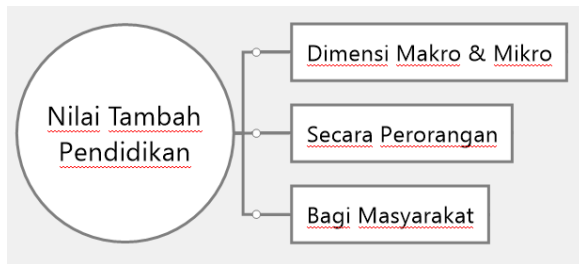 Nilai Tambah
Pendidikan
Dimensi Makro & Mikro
Secara Perorangan
Bagi Masyarakat